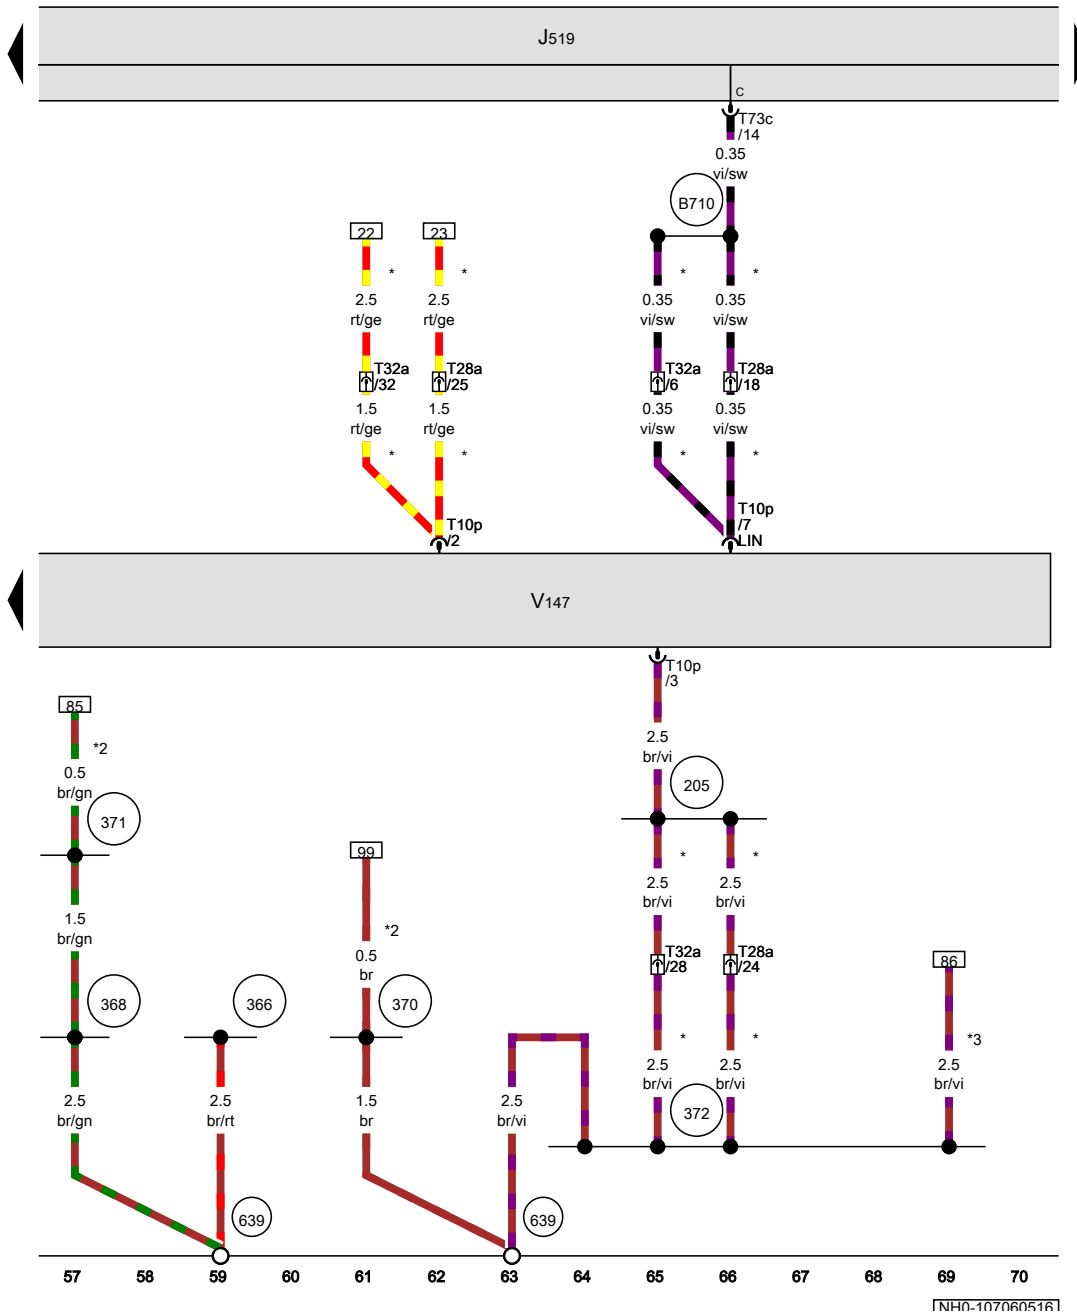 J519
C
T73c
/14
0.35
vi/sw
B710
22
23
*
*
*
*
2.5
2.5
0.35
0.35
rt/ge
rt/ge
vi/sw
vi/sw
T32a
/32
T28a
/25
T32a
/6
T28a
/18
1.5
1.5
0.35
0.35
rt/ge
rt/ge
vi/sw
vi/sw
*
*
*
*
T10p
/2
T10p
/7
LIN
V147
T10p
/3
85
*2
2.5
br/vi
0.5
br/gn
205
371
99
*
*
2.5
2.5
br/vi
br/vi
1.5
br/gn
*2
0.5
br
T32a
/28
T28a
/24
86
368
366
370
*
*
*3
2.5
2.5
2.5
br/vi
br/vi
br/vi
2.5
2.5
1.5
2.5
br/gn
br/rt
br
br/vi
372
639
639
57 58 59 60 61 62 63 64 65 66 67 68 69 70
NH0-107060516